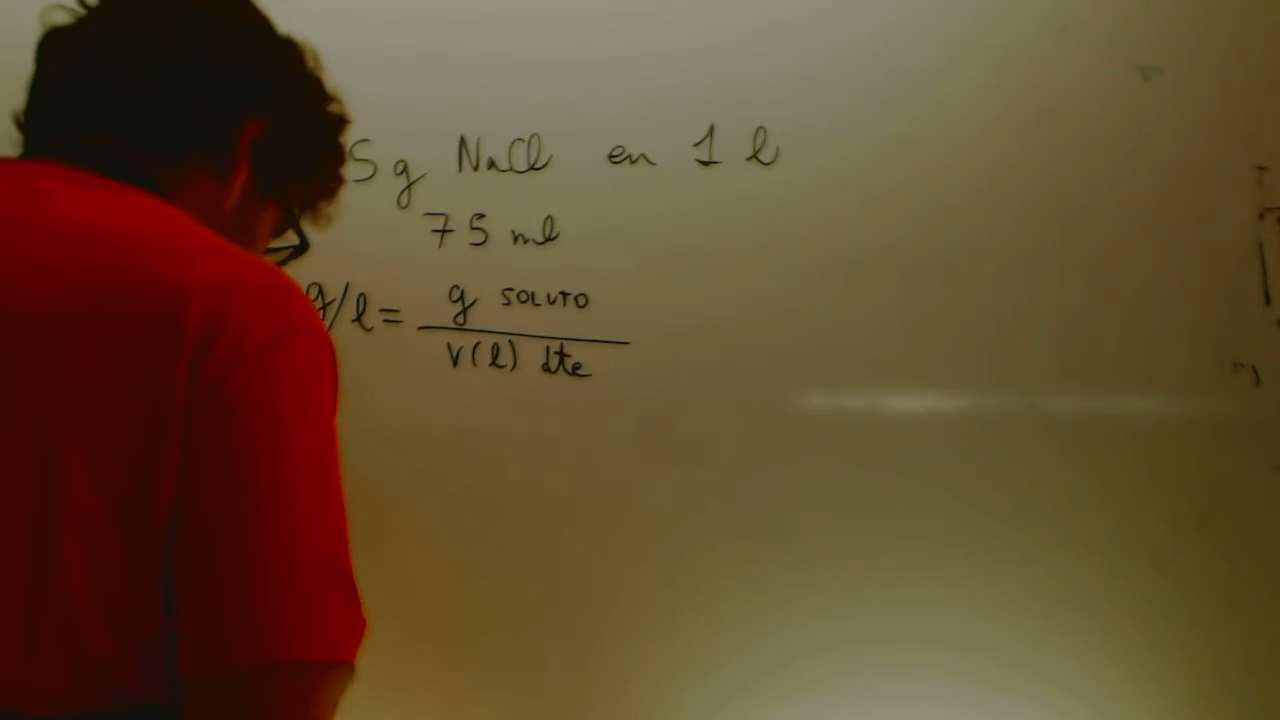 5 g NaCl en 1 l
75 ml
g/l = g SOLUTO
V(l) dte